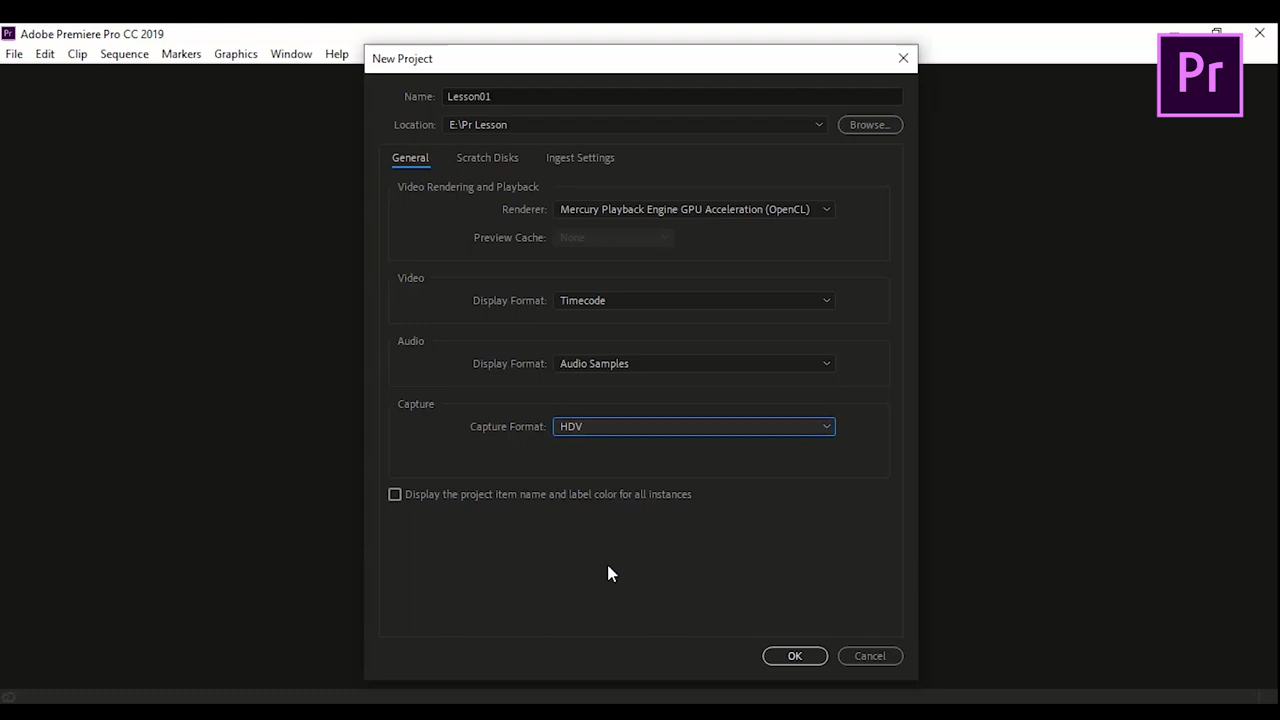 Pr Adobe Premiere Pro CC 2019
File Edit Clip Sequence Markers Graphics Window Help
Pr
New Project
Name: Lesson01
Location: E:\Pr Lesson Browse...
General Scratch Disks Ingest Settings
Video Rendering and Playback
Renderer: Mercury Playback Engine GPU Acceleration (OpenCL)
Preview Cache: None
Video
Display Format: Timecode
Audio
Display Format: Audio Samples
Capture
Capture Format: HDV
Display the project item name and label color for all instances
OK Cancel